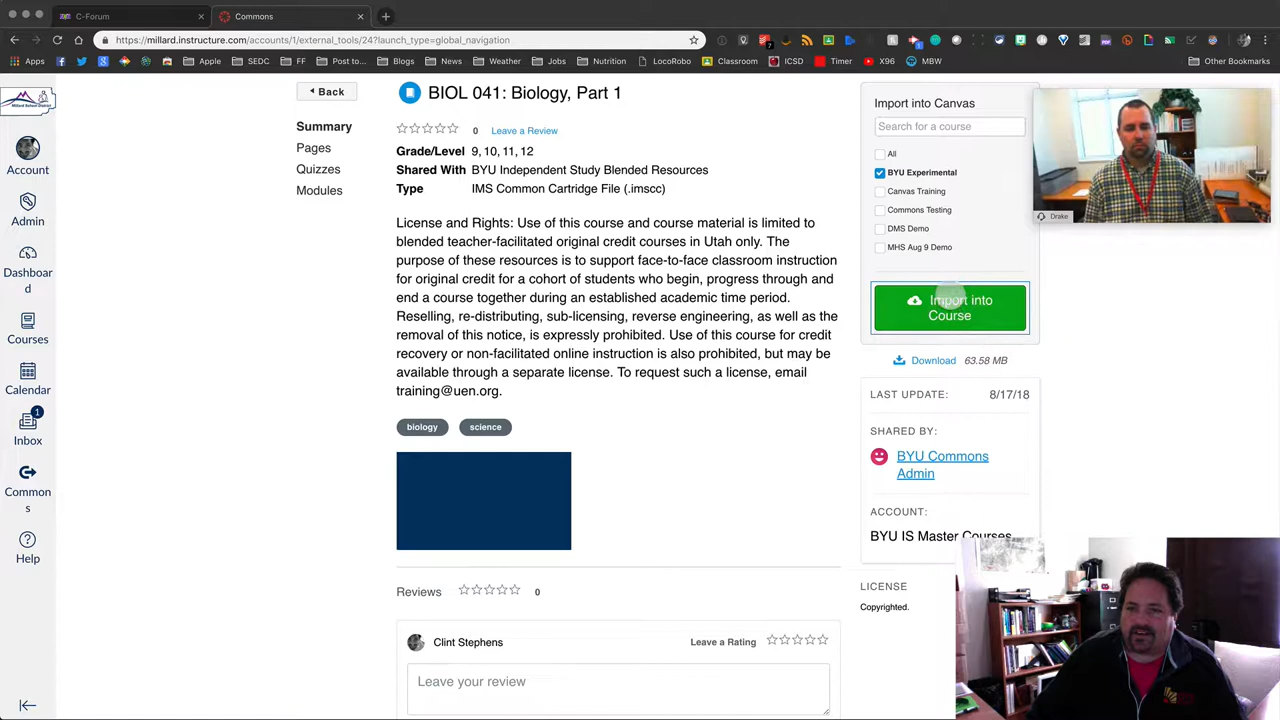 C-Forum
Commons
https://millard.instructure.com/accounts/1/external_tools/24?launch_type=global_navigation
Apps
Apple
SEDC
FF
Post to...
Blogs
News
Weather
Jobs
Nutrition
LocoRobo
Classroom
ICSD
Timer
X96
MBW
Other Bookmarks
Account
Admin
Dashboar
d
Courses
Calendar
1
Inbox
Common
s
Help
Back
Summary
Pages
Quizzes
Modules
BIOL 041: Biology, Part 1
0 Leave a Review
Grade/Level 9, 10, 11, 12
Shared With BYU Independent Study Blended Resources
Type IMS Common Cartridge File (.imscc)
License and Rights: Use of this course and course material is limited to
blended teacher-facilitated original credit courses in Utah only. The
purpose of these resources is to support face-to-face classroom instruction
for original credit for a cohort of students who begin, progress through and
end a course together during an established academic time period.
Reselling, re-distributing, sub-licensing, reverse engineering, as well as the
removal of this notice, is expressly prohibited. Use of this course for credit
recovery or non-facilitated online instruction is also prohibited, but may be
available through a separate license. To request such a license, email
training@uen.org.
biology
science
Reviews 0
Clint Stephens
Leave a Rating
Leave your review
Import into Canvas
Search for a course
All
BYU Experimental
Canvas Training
Commons Testing
DMS Demo
MHS Aug 9 Demo
Import into
Course
Download 63.58 MB
LAST UPDATE: 8/17/18
SHARED BY:
BYU Commons
Admin
ACCOUNT:
BYU IS Master Courses
LICENSE
Copyrighted.
Drake